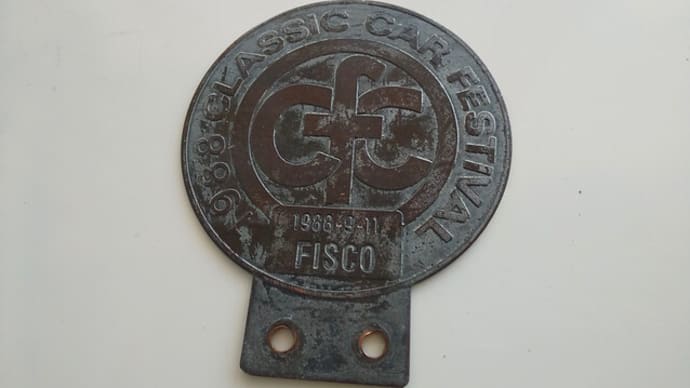 1988 CLASSIC CAR FESTIVAL
CFC
1988-9-11
FISCO